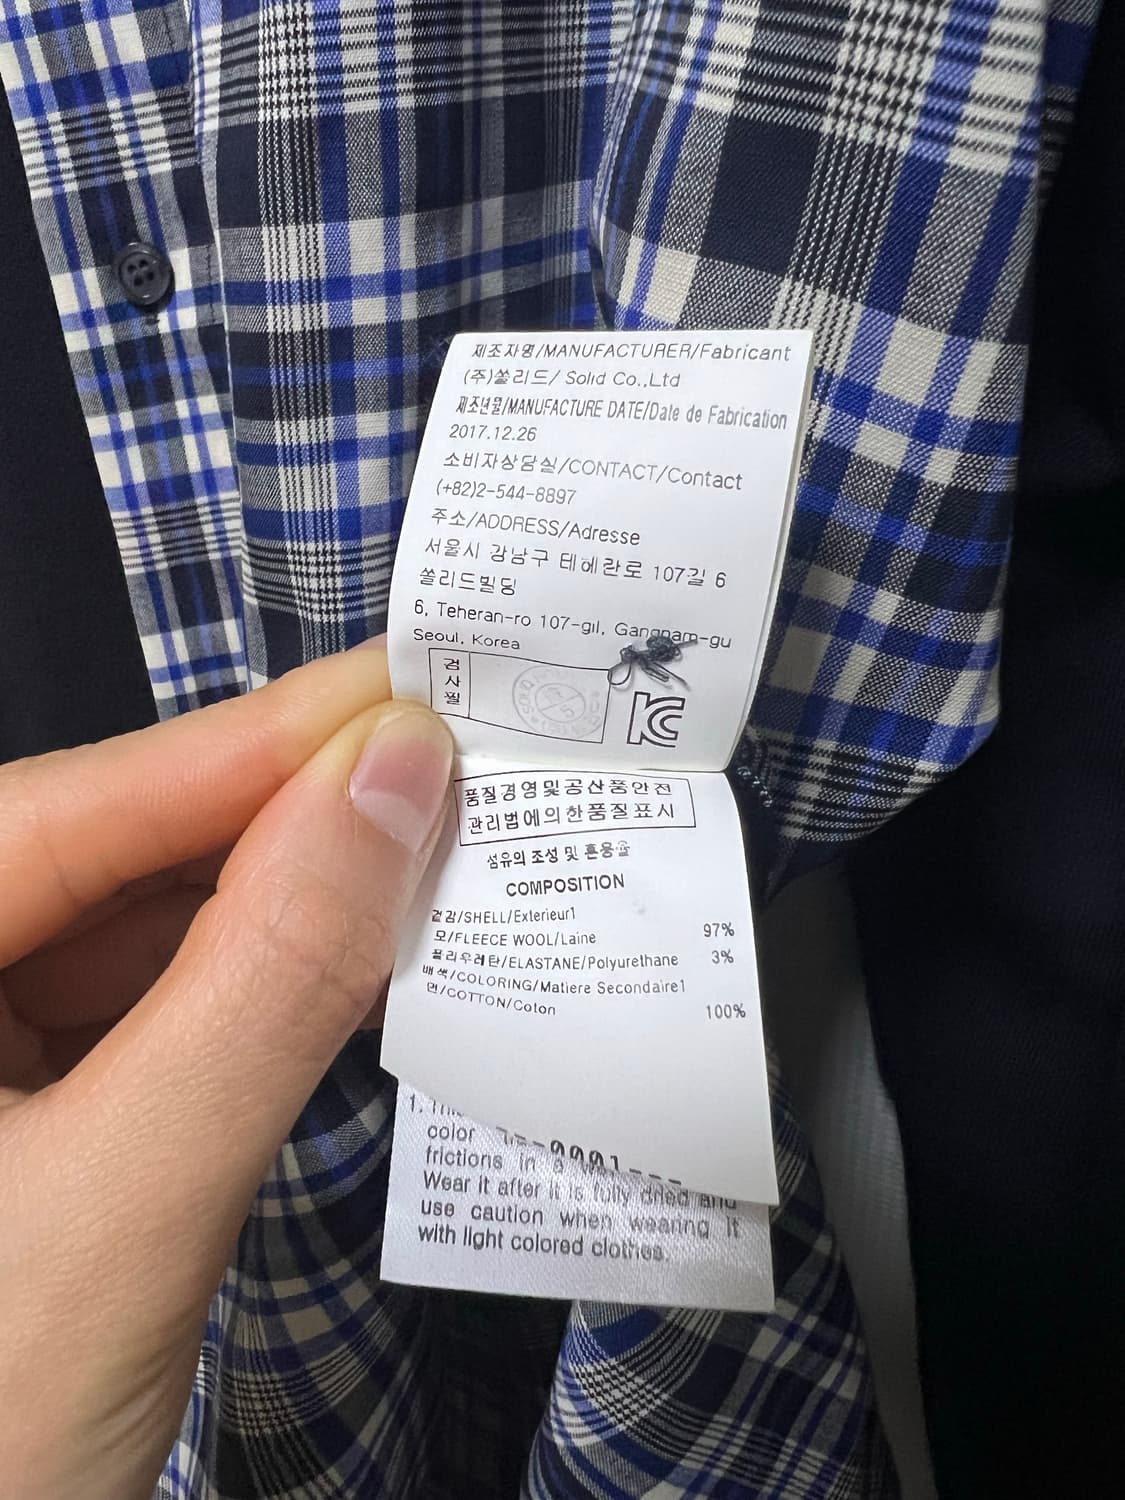 제조자명/MANUFACTURER/Fabricant
(주)쏠리드/ Solid Co.,Ltd
제조년월/MANUFACTURE DATE/Date de Fabrication
2017.12.26
소비자상담실/CONTACT/Contact
(+82)2-544-8897
주소/ADDRESS/Adresse
서울시 강남구 테헤란로 107길 6
쏠리드빌딩
6, Teheran-ro 107-gil, Gangnam-gu
Seoul, Korea
검사필
KC
품질경영및공산품안전
관리법에의한품질표시
섬유의 조성 및 혼용율
COMPOSITION
겉감/SHELL/Exterieur1
모/FLEECE WOOL/Laine 97%
폴리우레탄/ELASTANE/Polyurethane 3%
배색/COLORING/Matiere Secondaire1
면/COTTON/Coton 100%
1.
color
frictions in a
Wear it after it is fully dried and
use caution when wearing it
with light colored clothes.